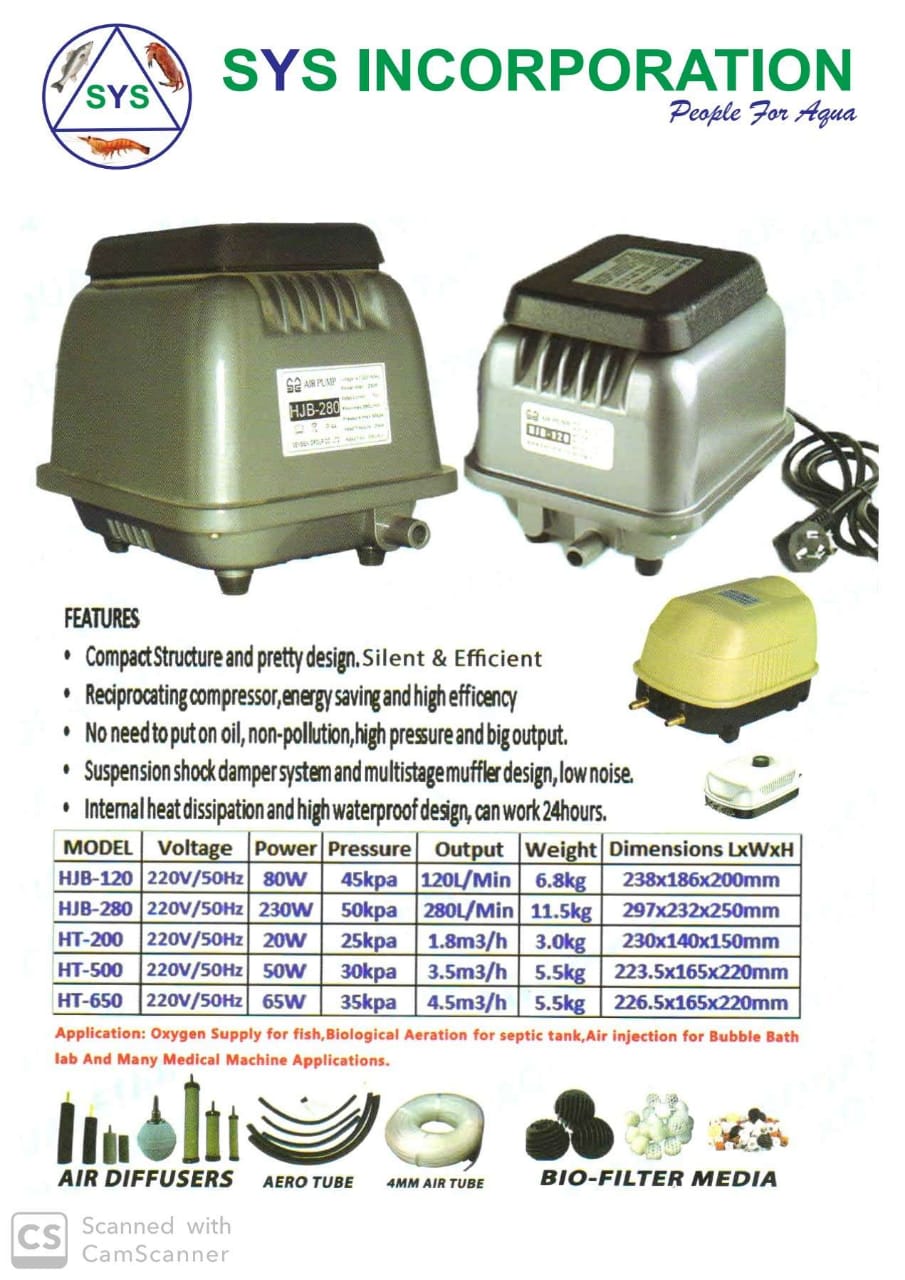 SYS
SYS INCORPORATION
People For Aqua
AIR PUMP
HJB-280
AIR PUMP
HJB-120
FEATURES
• Compact Structure and pretty design. Silent & Efficient
• Reciprocating compressor,energy saving and high efficency
• No need to put on oil, non-pollution,high pressure and big output.
• Suspension shock damper system and multistage muffler design, low noise.
• Internal heat dissipation and high waterproof design, can work 24hours.
MODEL Voltage Power Pressure Output Weight Dimensions LxWxH
HJB-120 220V/50Hz 80W 45kpa 120L/Min 6.8kg 238x186x200mm
HJB-280 220V/50Hz 230W 50kpa 280L/Min 11.5kg 297x232x250mm
HT-200 220V/50Hz 20W 25kpa 1.8m3/h 3.0kg 230x140x150mm
HT-500 220V/50Hz 50W 30kpa 3.5m3/h 5.5kg 223.5x165x220mm
HT-650 220V/50Hz 65W 35kpa 4.5m3/h 5.5kg 226.5x165x220mm
Application: Oxygen Supply for fish,Biological Aeration for septic tank,Air injection for Bubble Bath
lab And Many Medical Machine Applications.
AIR DIFFUSERS
AERO TUBE
4MM AIR TUBE
BIO-FILTER MEDIA
CS
Scanned with
CamScanner